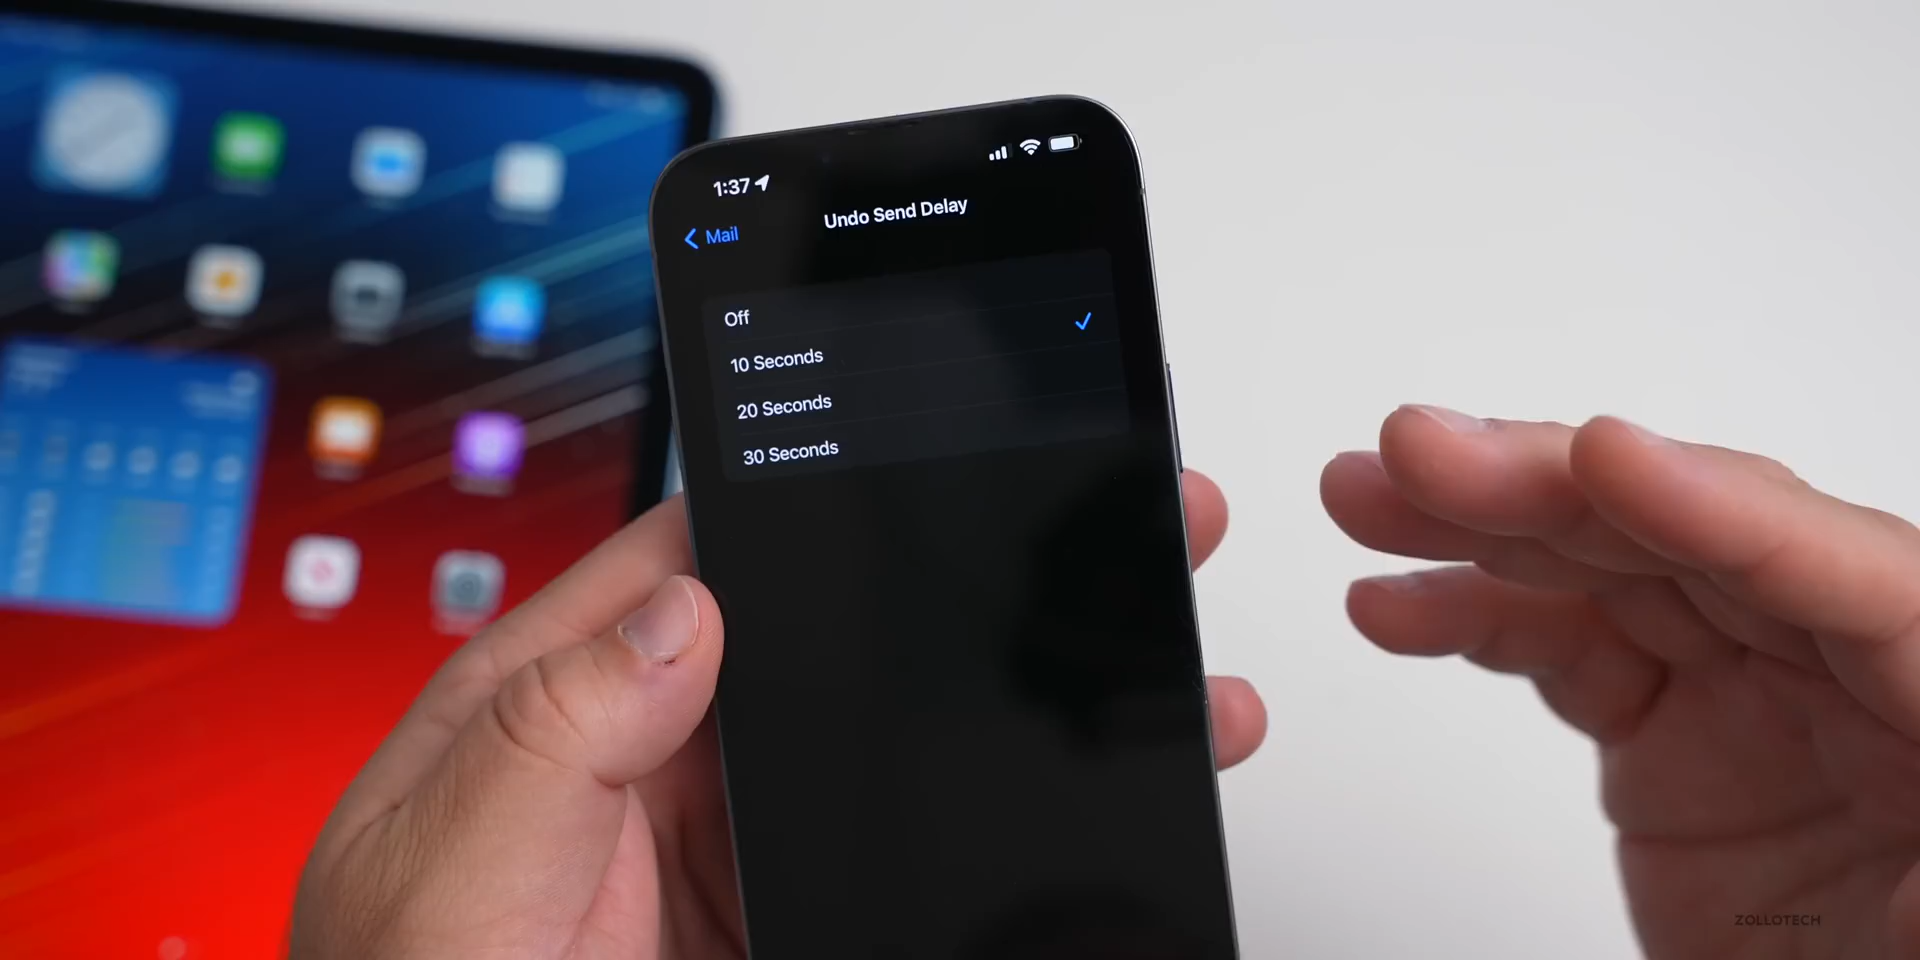 1:37
Mail
Undo Send Delay
Off
10 Seconds
20 Seconds
30 Seconds
ZOLLOTECH